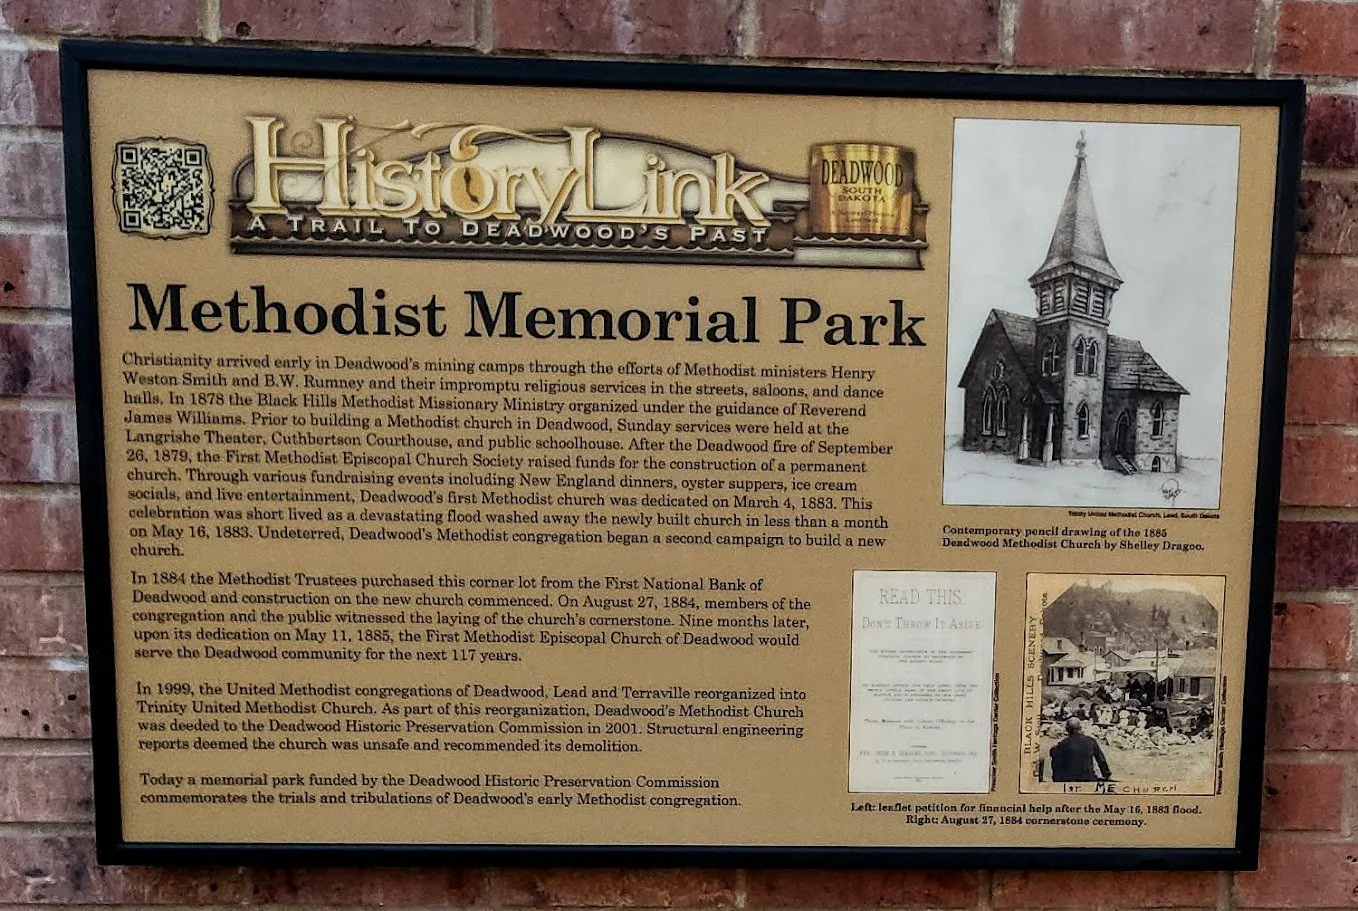 HistoryLink
A TRAIL TO DEADWOOD'S PAST
DEADWOOD
SOUTH
DAKOTA
Methodist Memorial Park
Christianity arrived early in Deadwood's mining camps through the efforts of Methodist ministers Henry
Weston Smith and B.W. Rumney and their impromptu religious services in the streets, saloons, and dance
halls. In 1878 the Black Hills Methodist Missionary Ministry organized under the guidance of Reverend
James Williams. Prior to building a Methodist church in Deadwood, Sunday services were held at the
Langrishe Theater, Cuthbertson Courthouse, and public schoolhouse. After the Deadwood fire of September
26, 1879, the First Methodist Episcopal Church Society raised funds for the construction of a permanent
church. Through various fundraising events including New England dinners, oyster suppers, ice cream
socials, and live entertainment, Deadwood's first Methodist church was dedicated on March 4, 1883. This
celebration was short lived as a devastating flood washed away the newly built church in less than a month
on May 16, 1883. Undeterred, Deadwood's Methodist congregation began a second campaign to build a new
church.
In 1884 the Methodist Trustees purchased this corner lot from the First National Bank of
Deadwood and construction on the new church commenced. On August 27, 1884, members of the
congregation and the public witnessed the laying of the church's cornerstone. Nine months later,
upon its dedication on May 11, 1885, the First Methodist Episcopal Church of Deadwood would
serve the Deadwood community for the next 117 years.
In 1999, the United Methodist congregations of Deadwood, Lead and Terraville reorganized into
Trinity United Methodist Church. As part of this reorganization, Deadwood's Methodist Church
was deeded to the Deadwood Historic Preservation Commission in 2001. Structural engineering
reports deemed the church was unsafe and recommended its demolition.
Today a memorial park funded by the Deadwood Historic Preservation Commission
commemorates the trials and tribulations of Deadwood's early Methodist congregation.
Trinity United Methodist Church, Lead, South Dakota
Contemporary pencil drawing of the 1885
Deadwood Methodist Church by Shelley Dragoo.
READ THIS.
DON'T THROW IT ASIDE.
BLACK HILLS SCENERY
1ST. ME CHURCH
Left: leaflet petition for financial help after the May 16, 1883 flood.
Right: August 27, 1884 cornerstone ceremony.